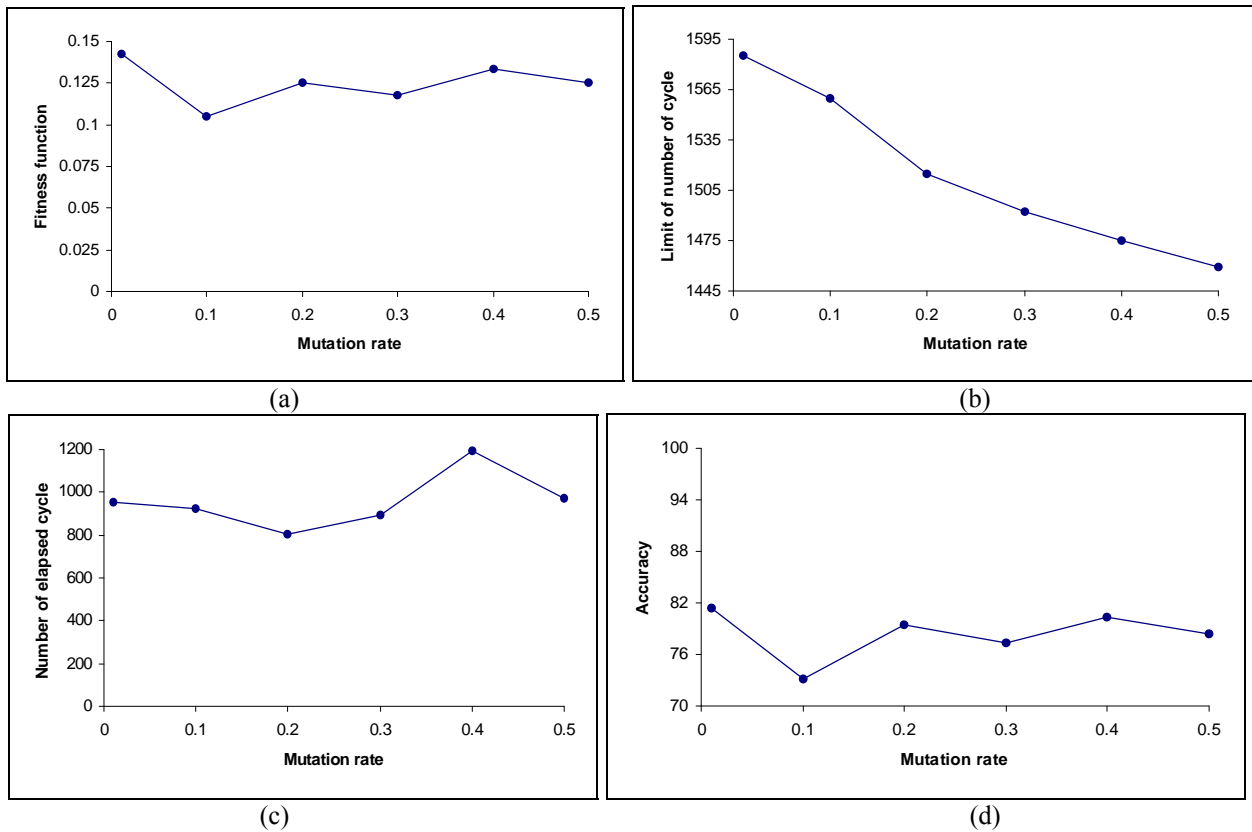 0.15
0.125
0.1
0.075
0.05
0.025
0
Fitness function
0 0.1 0.2 0.3 0.4 0.5
Mutation rate
(a)
1595
1565
1535
1505
1475
1445
Limit of number of cycle
0 0.1 0.2 0.3 0.4 0.5
Mutation rate
(b)
1200
1000
800
600
400
200
0
Number of elapsed cycle
0 0.1 0.2 0.3 0.4 0.5
Mutation rate
(c)
100
94
88
82
76
70
Accuracy
0 0.1 0.2 0.3 0.4 0.5
Mutation rate
(d)